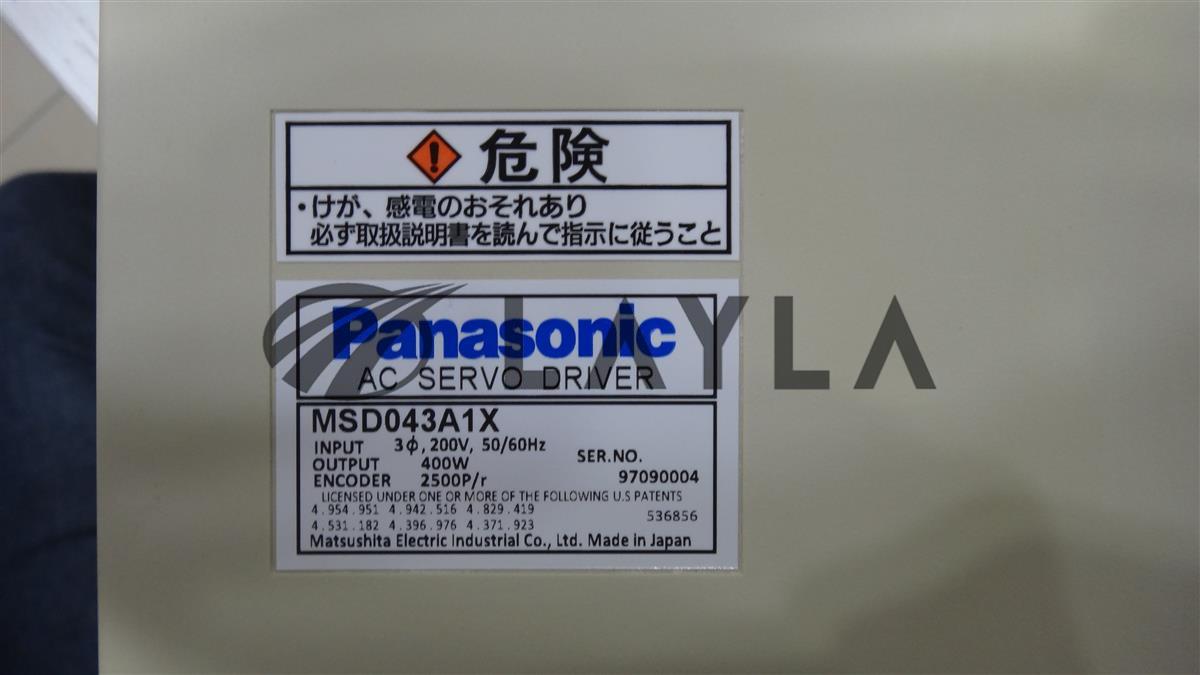 危険
・けが、感電のおそれあり
必ず取扱説明書を読んで指示に従うこと
LAYLA
Panasonic
AC SERVO DRIVER
MSD043A1X
INPUT 3ϕ, 200V, 50/60Hz
OUTPUT 400W
ENCODER 2500P/r
SER.NO.
97090004
LICENSED UNDER ONE OR MORE OF THE FOLLOWING U.S PATENTS
4.954.951 4.942.516 4.829.419
4.531.182 4.396.976 4.371.923
536856
Matsushita Electric Industrial Co., Ltd. Made in Japan